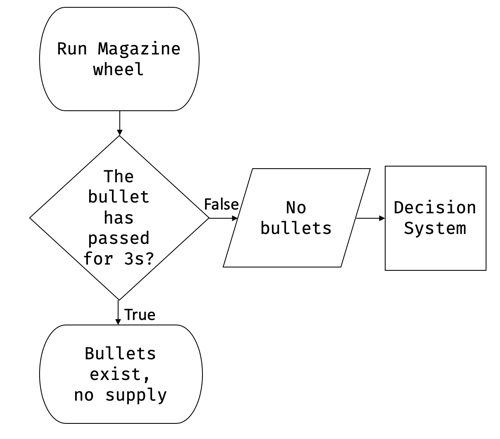 Run Magazine
wheel
The
bullet
has
passed
for 3s?
False
No
bullets
Decision
System
True
Bullets
exist,
no supply